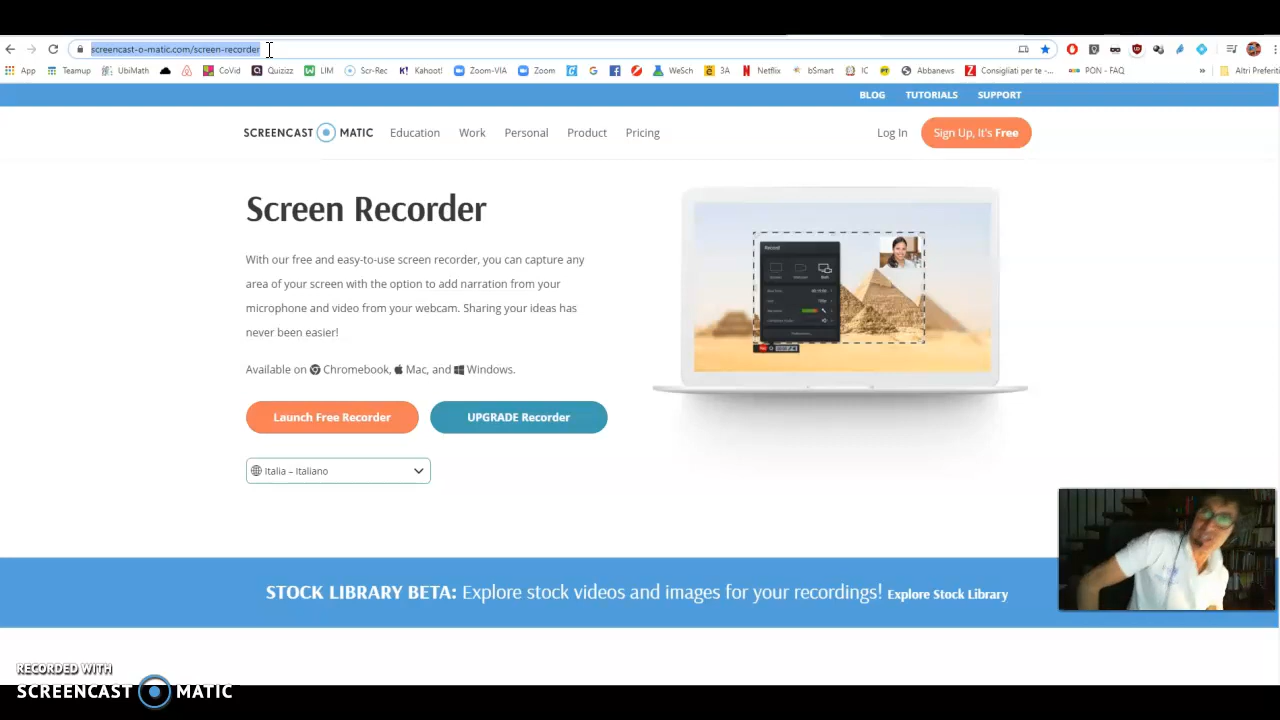 screencast-o-matic.com/screen-recorder
App Teamup UbiMath CoVid Quizizz LIM Scr-Rec Kahoot! Zoom-VIA Zoom WeSch 3A Netflix bSmart IC Abbanews Consigliati per te -... PON - FAQ Altri Preferiti
BLOG TUTORIALS SUPPORT
SCREENCAST MATIC Education Work Personal Product Pricing Log In Sign Up, It's Free
Screen Recorder
With our free and easy-to-use screen recorder, you can capture any
area of your screen with the option to add narration from your
microphone and video from your webcam. Sharing your ideas has
never been easier!
Available on Chromebook, Mac, and Windows.
Launch Free Recorder UPGRADE Recorder
Italia – Italiano
Record
STOCK LIBRARY BETA: Explore stock videos and images for your recordings! Explore Stock Library
RECORDED WITH
SCREENCAST MATIC